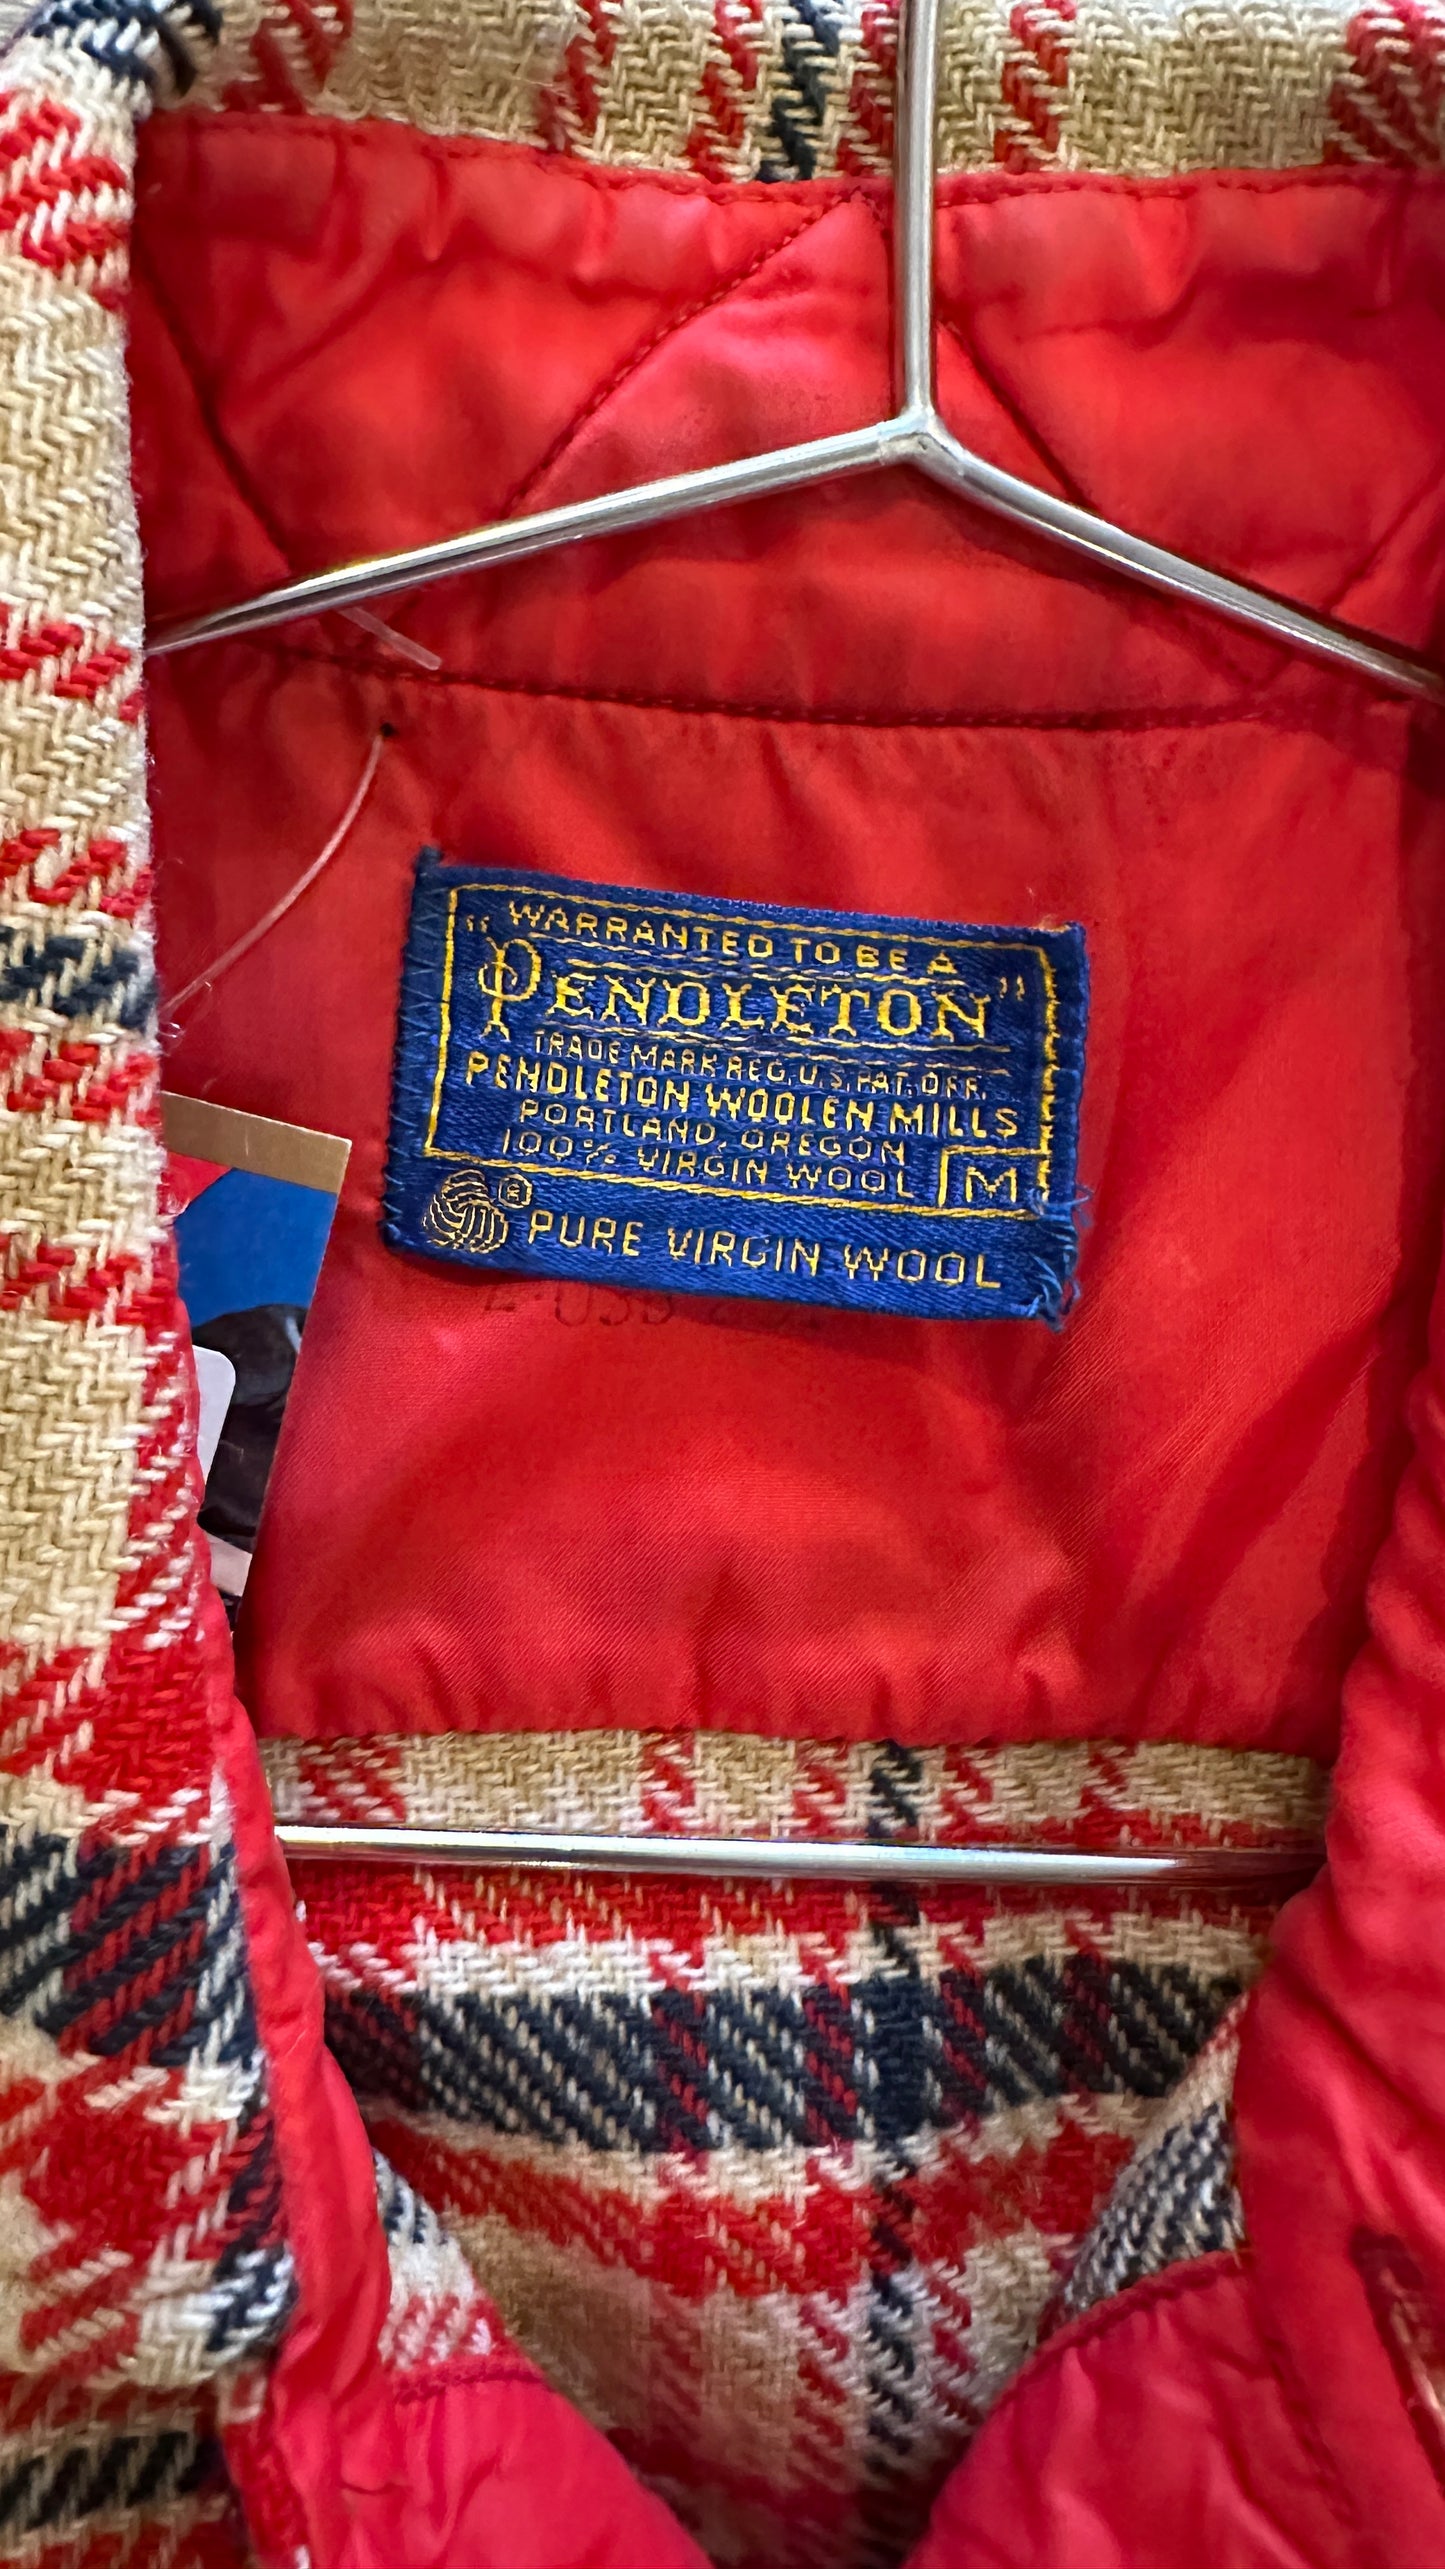 WARRANTED TO BE A
"PENDLETON"
TRADE MARK REG. U.S. PAT. OFF.
PENDLETON WOOLEN MILLS
PORTLAND, OREGON
100% VIRGIN WOOL
M
® PURE VIRGIN WOOL